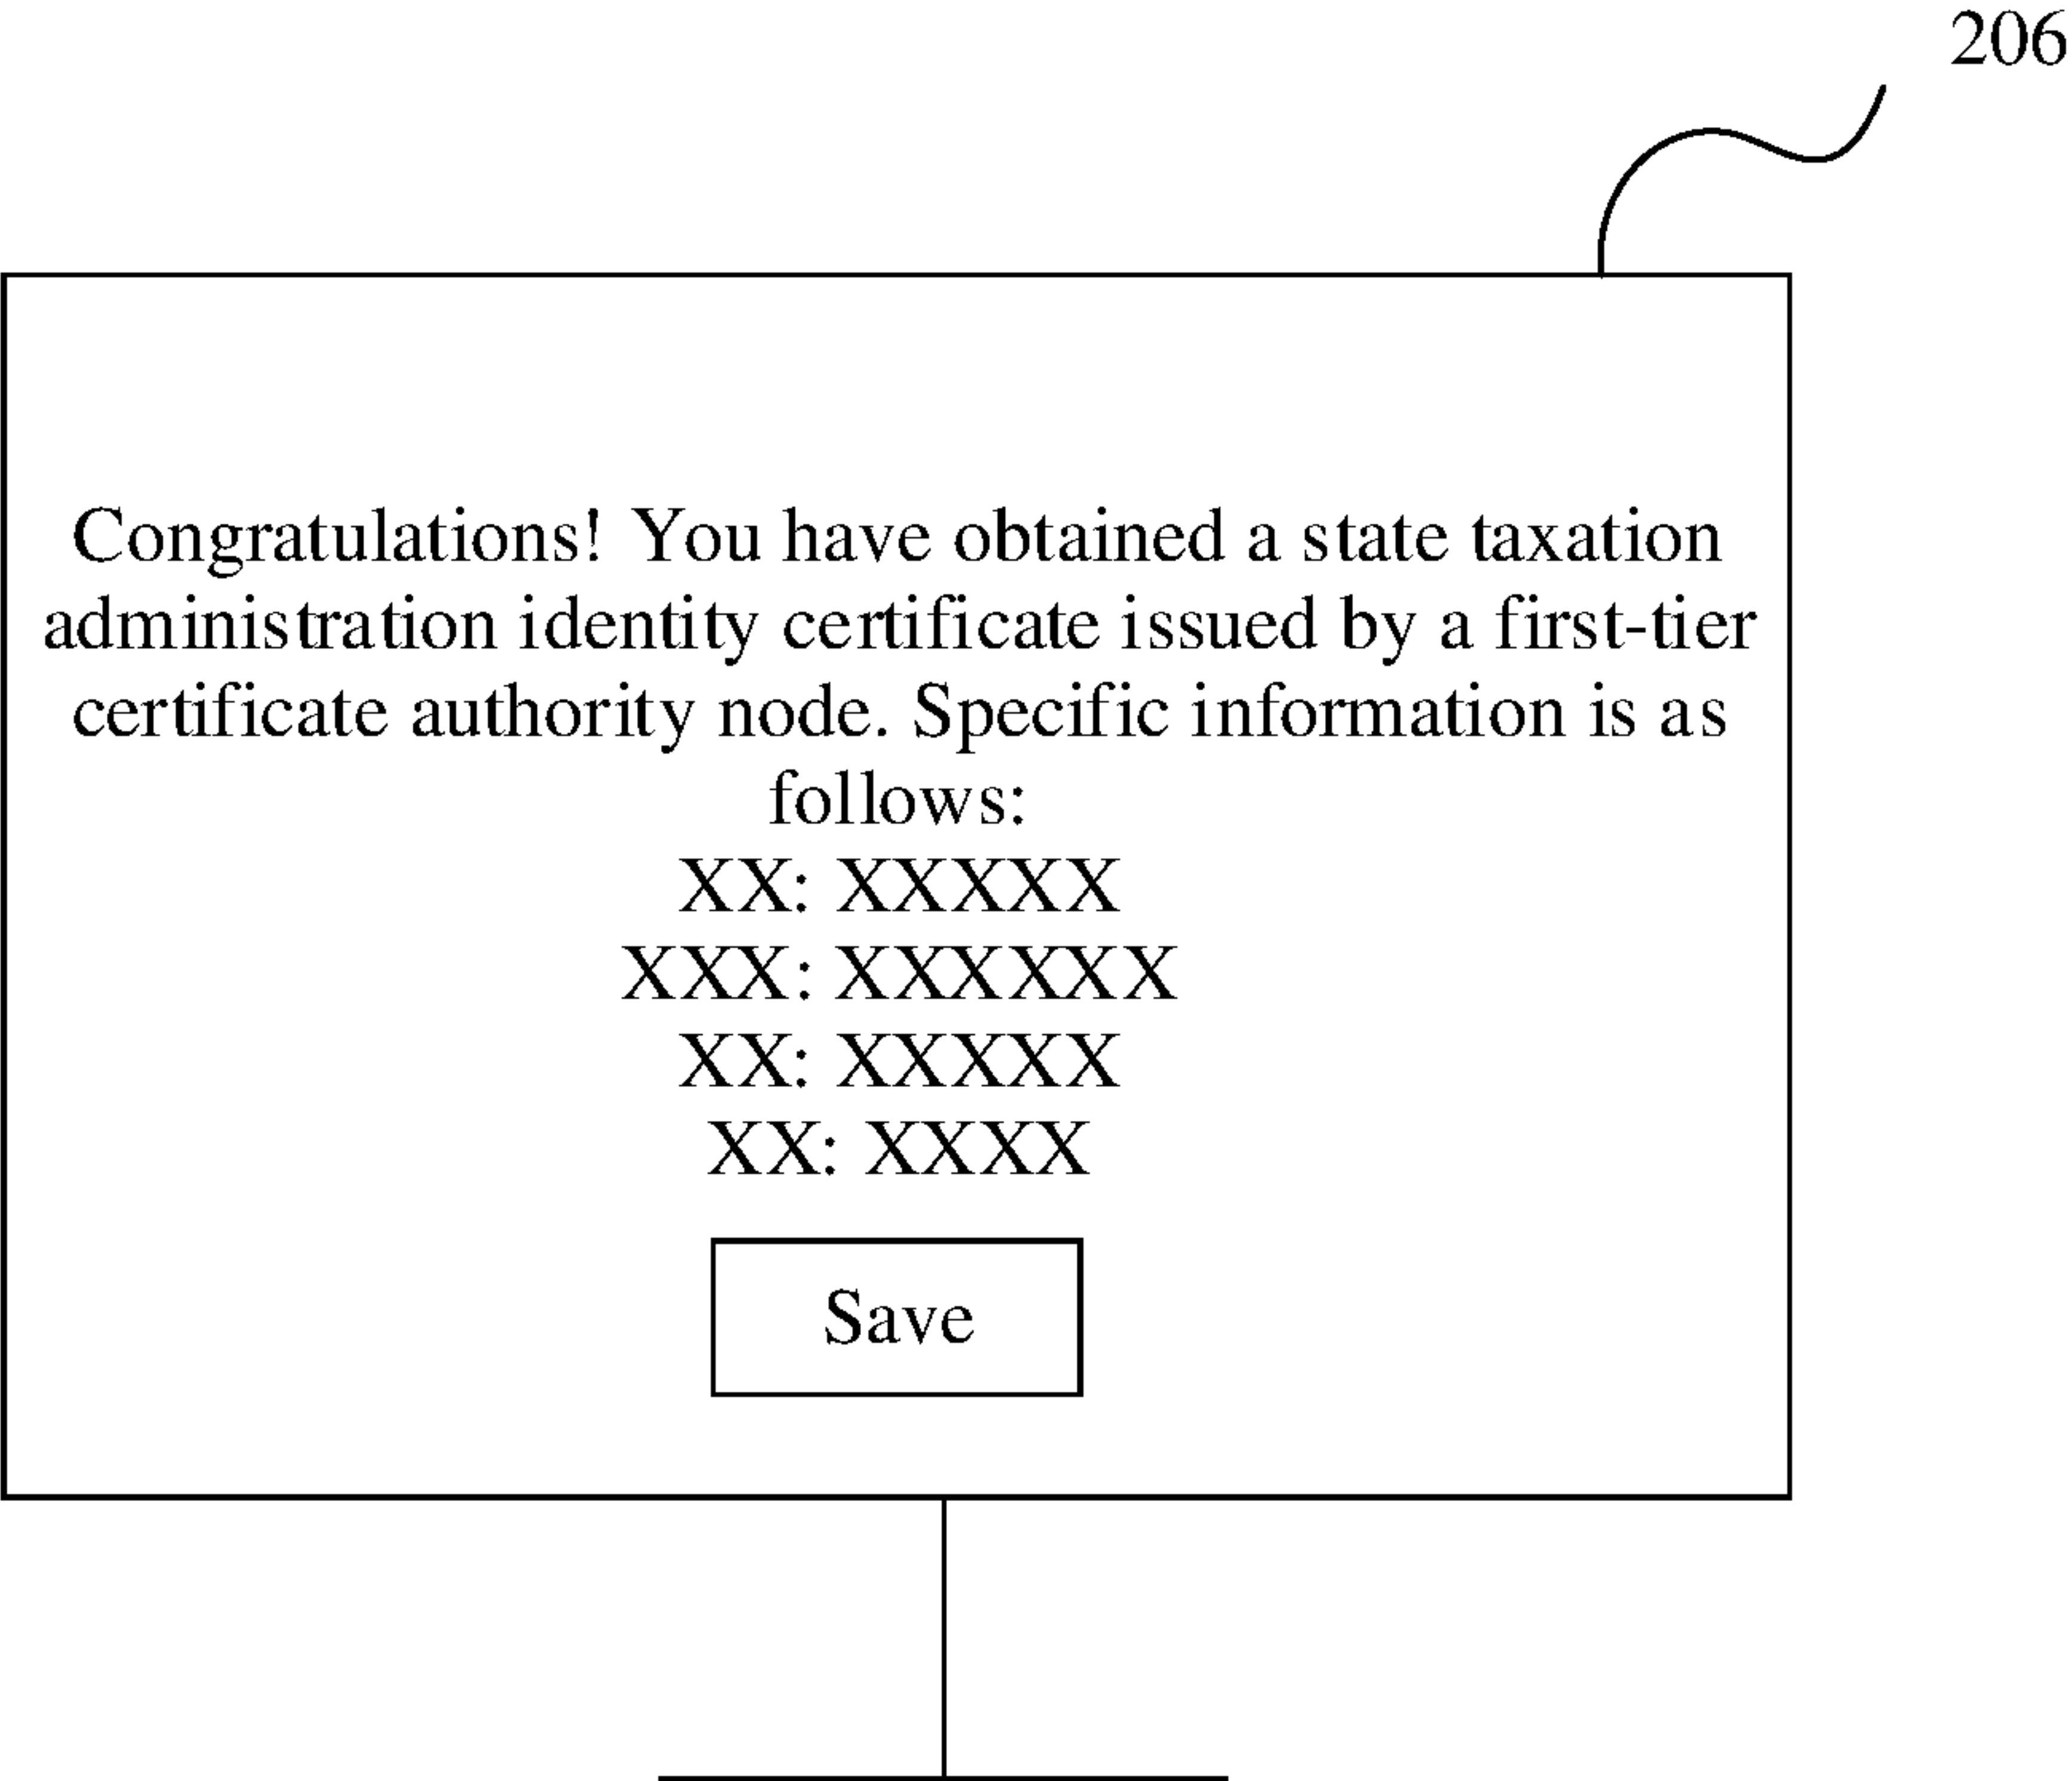 206
Congratulations! You have obtained a state taxation
administration identity certificate issued by a first-tier
certificate authority node. Specific information is as
follows:
XX: XXXXX
XXX: XXXXXX
XX: XXXXX
XX: XXXX
Save